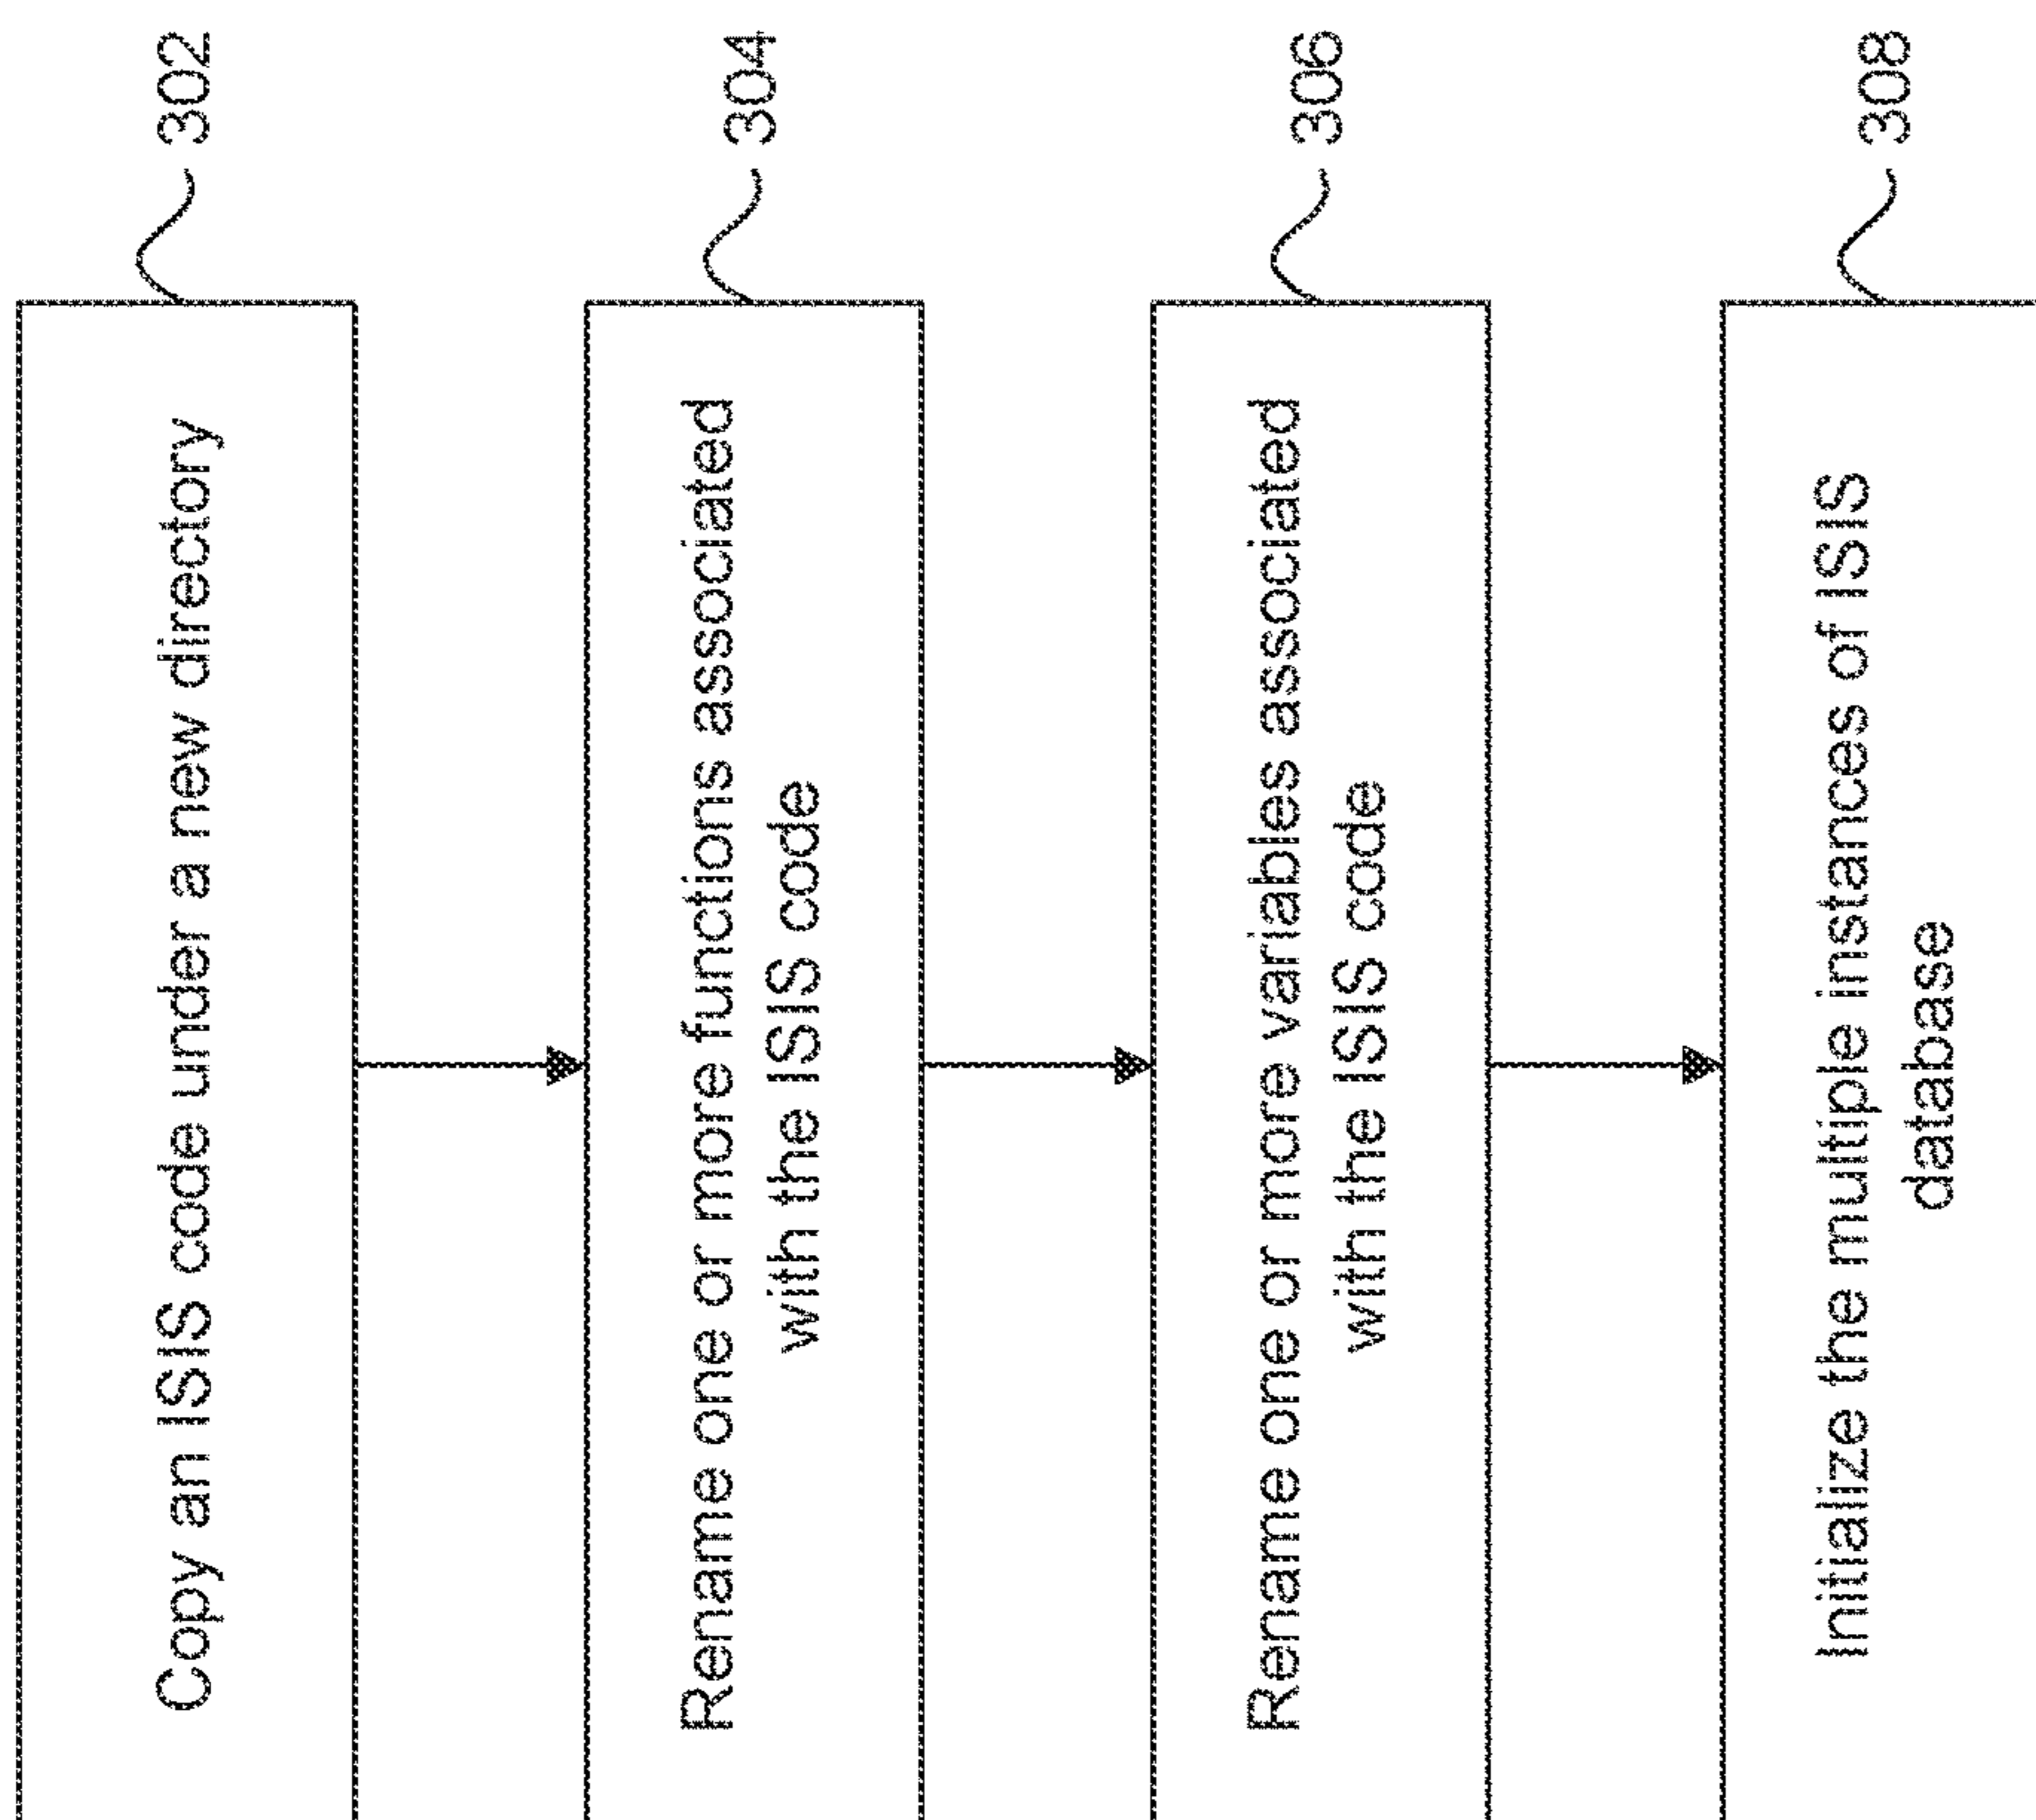 Copy an ISIS code under a new directory
302
Rename one or more functions associated
with the ISIS code
304
Rename one or more variables associated
with the ISIS code
306
Initialize the multiple instances of ISIS
database
308